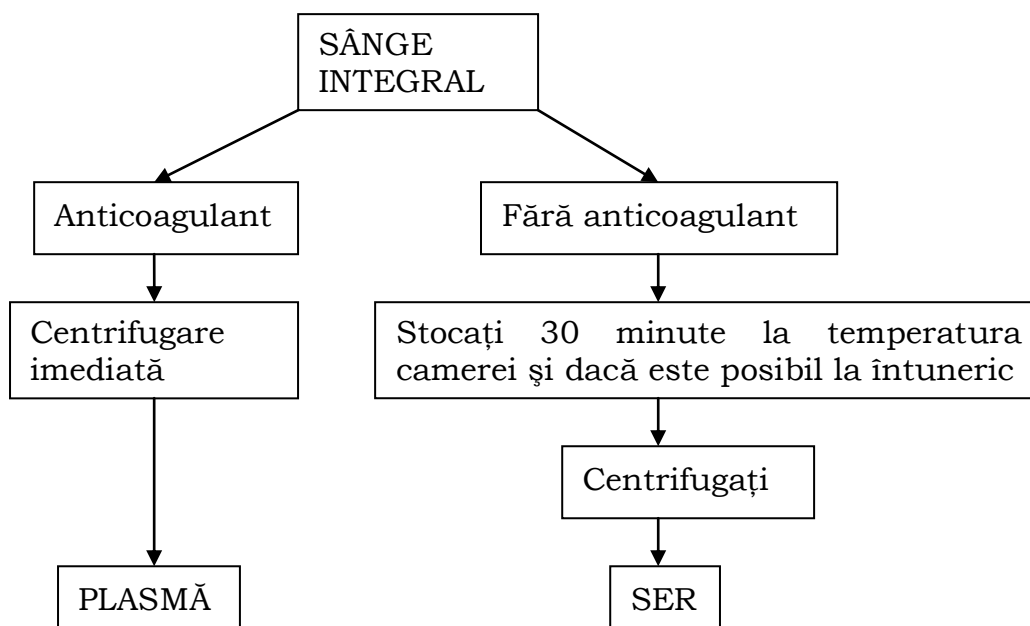 SÂNGE
INTEGRAL
Anticoagulant
Fără anticoagulant
Centrifugare
imediată
Stocați 30 minute la temperatura
camerei şi dacă este posibil la întuneric
Centrifugați
PLASMĂ
SER